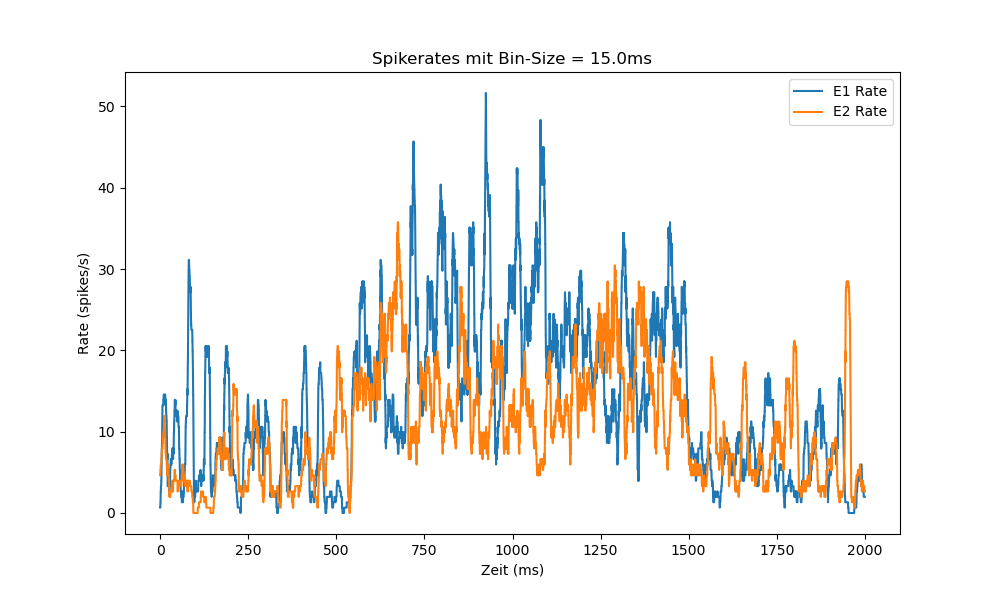 Spikerates mit Bin-Size = 15.0ms
E1 Rate
E2 Rate
50
40
30
20
10
0
Rate (spikes/s)
0 250 500 750 1000 1250 1500 1750 2000
Zeit (ms)